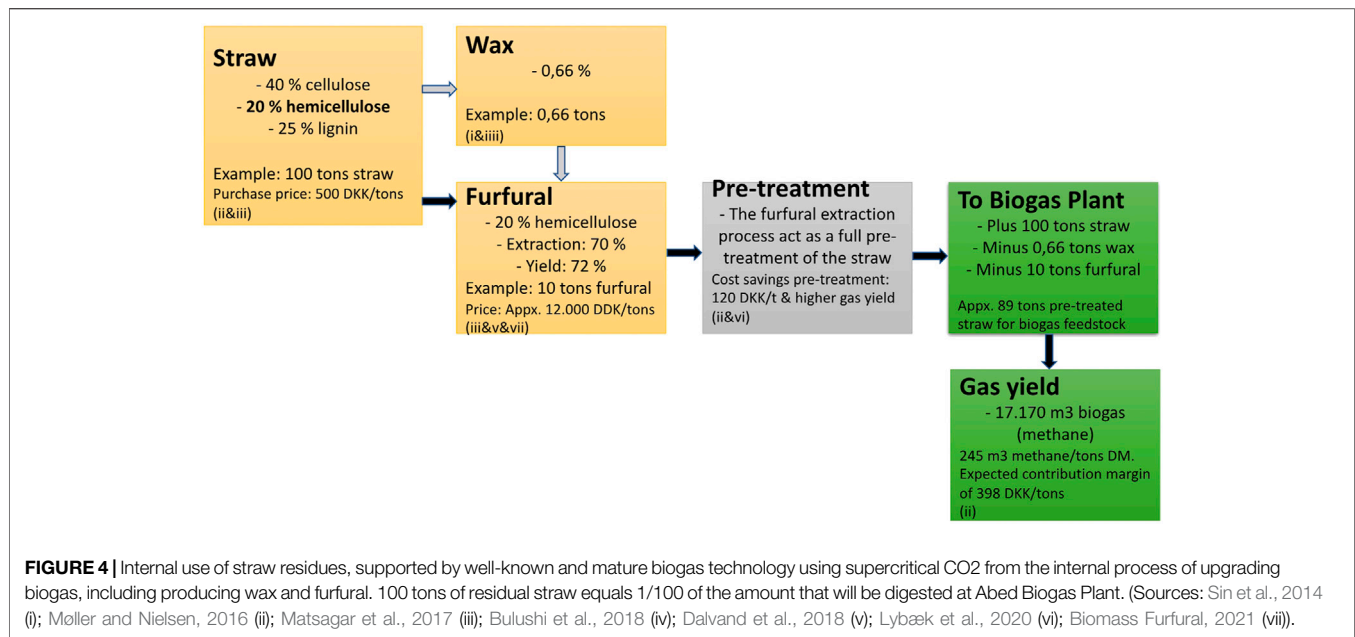 Straw
- 40 % cellulose
- 20 % hemicellulose
- 25 % lignin
Example: 100 tons straw
Purchase price: 500 DKK/tons
(ii&iii)
Wax
- 0,66 %
Example: 0,66 tons
(i&iiii)
Furfural
- 20 % hemicellulose
- Extraction: 70 %
- Yield: 72 %
Example: 10 tons furfural
Price: Appx. 12.000 DDK/tons
(iii&v&vii)
Pre-treatment
- The furfural extraction
process act as a full pre-
treatment of the straw
Cost savings pre-treatment:
120 DKK/t & higher gas yield
(ii&vi)
To Biogas Plant
- Plus 100 tons straw
- Minus 0,66 tons wax
- Minus 10 tons furfural
Appx. 89 tons pre-treated
straw for biogas feedstock
Gas yield
- 17.170 m3 biogas
(methane)
245 m3 methane/tons DM.
Expected contribution margin
of 398 DKK/tons
(ii)
FIGURE 4 | Internal use of straw residues, supported by well-known and mature biogas technology using supercritical CO2 from the internal process of upgrading
biogas, including producing wax and furfural. 100 tons of residual straw equals 1/100 of the amount that will be digested at Abed Biogas Plant. (Sources: Sin et al., 2014
(i); Møller and Nielsen, 2016 (ii); Matsagar et al., 2017 (iii); Bulushi et al., 2018 (iv); Dalvand et al., 2018 (v); Lybæk et al., 2020 (vi); Biomass Furfural, 2021 (vii)).